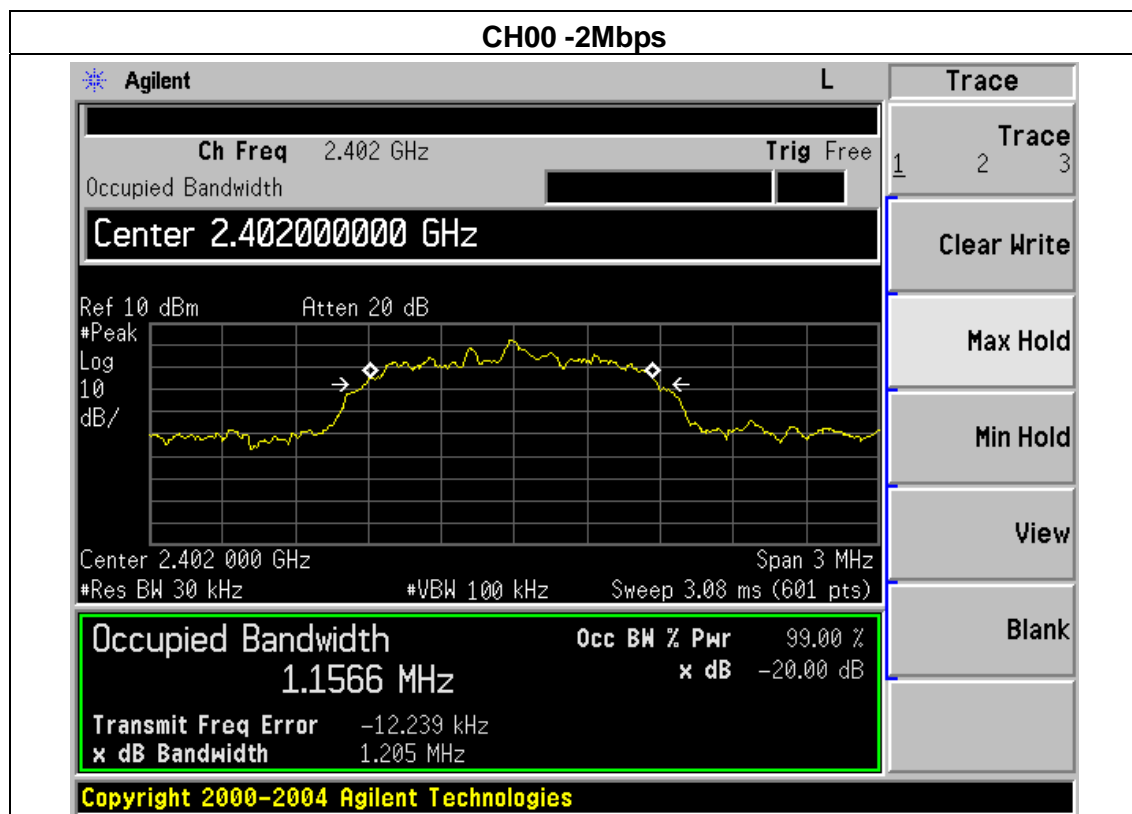 CH00 -2Mbps
Agilent L Trace
Ch Freq 2.402 GHz Trig Free
Occupied Bandwidth
Center 2.402000000 GHz
Ref 10 dBm Atten 20 dB
#Peak
Log
10
dB/
Center 2.402 000 GHz Span 3 MHz
#Res BW 30 kHz #VBW 100 kHz Sweep 3.08 ms (601 pts)
Occupied Bandwidth Occ BW % Pwr 99.00 %
1.1566 MHz x dB -20.00 dB
Transmit Freq Error -12.239 kHz
x dB Bandwidth 1.205 MHz
Copyright 2000-2004 Agilent Technologies
Trace
1 2 3
Clear Write
Max Hold
Min Hold
View
Blank